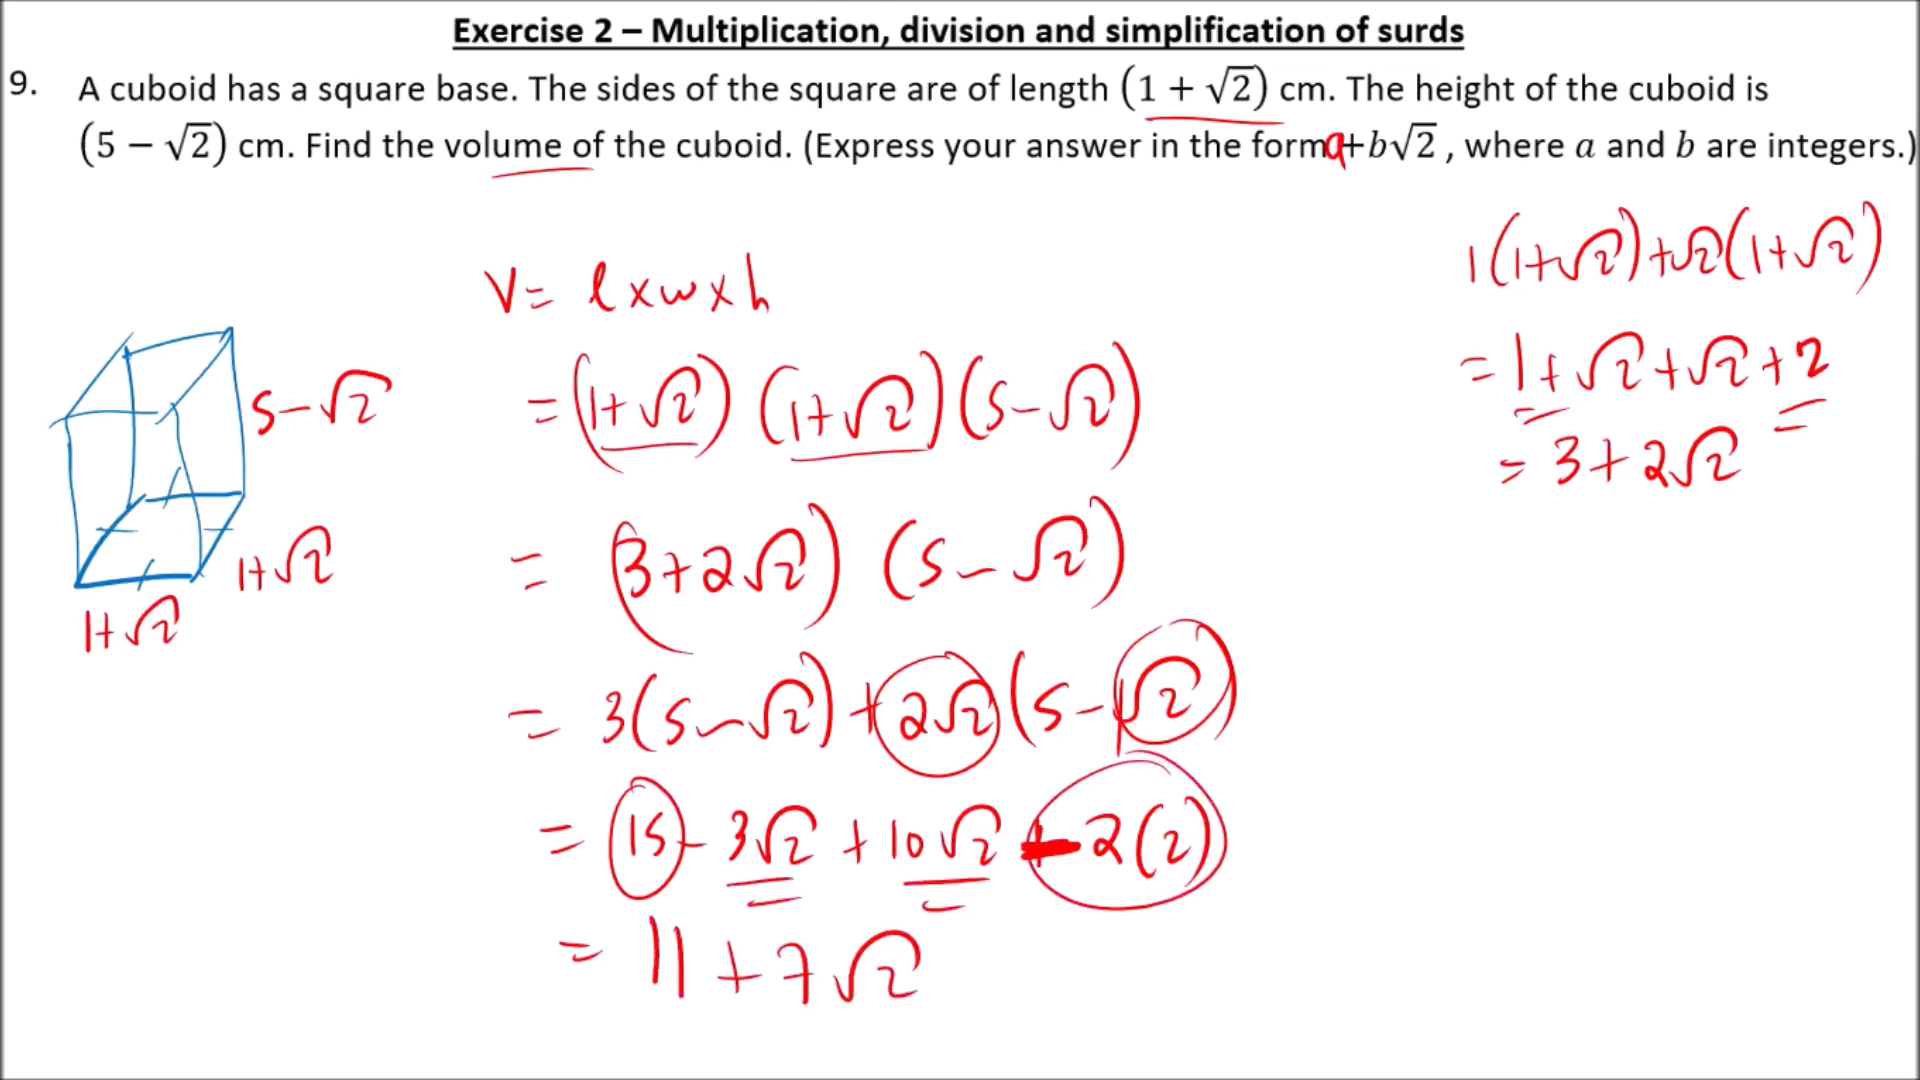 Exercise 2 – Multiplication, division and simplification of surds
9. A cuboid has a square base. The sides of the square are of length (1 + √2) cm. The height of the cuboid is
(5 − √2) cm. Find the volume of the cuboid. (Express your answer in the form a+b√2 , where a and b are integers.)
1(1+√2)+√2(1+√2)
= 1+√2+√2+2
= 3+2√2
5-√2
1+√2
1+√2
V= l×w×h
=(1+√2) (1+√2)(5-√2)
= (3+2√2) (5-√2)
= 3(5-√2)+2√2(5-√2)
= 15-3√2+10√2-2(2)
= 11+7√2